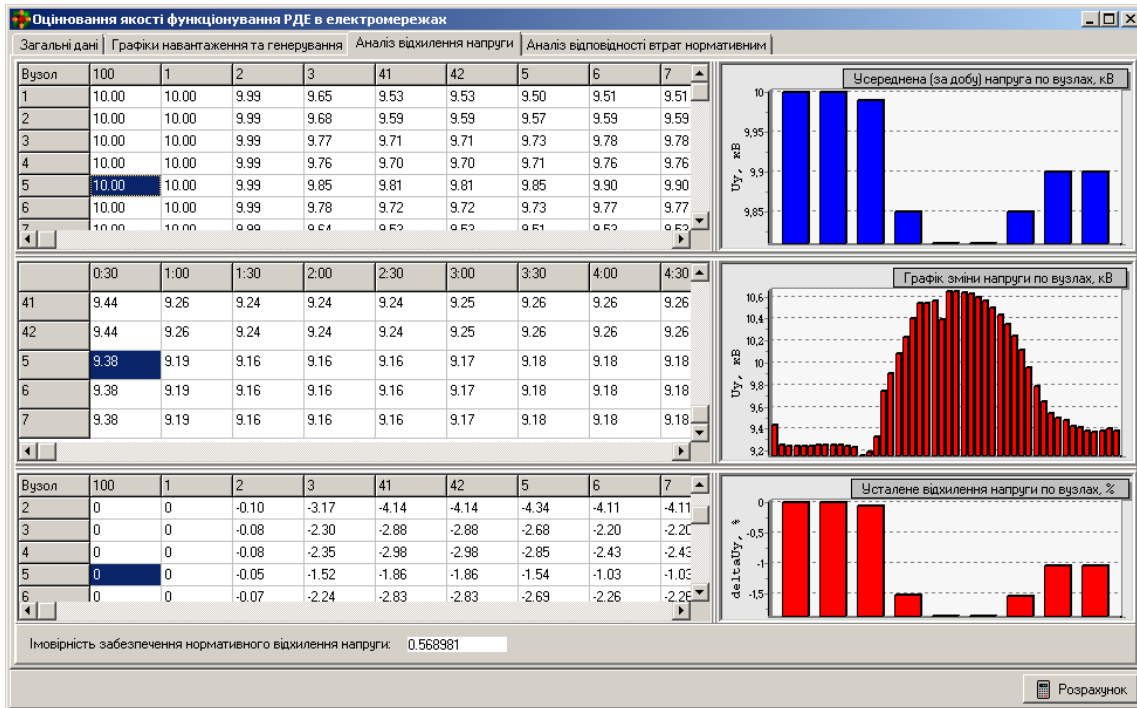 Оцінювання якості функціонування РДЕ в електромережах
Загальні дані Графіки навантаження та генерування Аналіз відхилення напруги Аналіз відповідності втрат нормативним
Вузол 100 1 2 3 41 42 5 6 7
1 10.00 10.00 9.99 9.65 9.53 9.53 9.50 9.51 9.51
2 10.00 10.00 9.99 9.68 9.59 9.59 9.57 9.59 9.59
3 10.00 10.00 9.99 9.77 9.71 9.71 9.73 9.78 9.78
4 10.00 10.00 9.99 9.76 9.70 9.70 9.71 9.76 9.76
5 10.00 10.00 9.99 9.85 9.81 9.81 9.85 9.90 9.90
6 10.00 10.00 9.99 9.78 9.72 9.72 9.73 9.77 9.77
7 10.00 10.00 9.99 9.64 9.52 9.52 9.51 9.52 9.52
Усереднена (за добу) напруга по вузлах, кВ
Uy, кВ
10
9,95
9,9
9,85
0:30 1:00 1:30 2:00 2:30 3:00 3:30 4:00 4:30
41 9.44 9.26 9.24 9.24 9.24 9.25 9.26 9.26 9.26
42 9.44 9.26 9.24 9.24 9.24 9.25 9.26 9.26 9.26
5 9.38 9.19 9.16 9.16 9.16 9.17 9.18 9.18 9.18
6 9.38 9.19 9.16 9.16 9.16 9.17 9.18 9.18 9.18
7 9.38 9.19 9.16 9.16 9.16 9.17 9.18 9.18 9.18
Графік зміни напруги по вузлах, кВ
Uy, кВ
10,6
10,4
10,2
10
9,8
9,6
9,4
9,2
Вузол 100 1 2 3 41 42 5 6 7
2 0 0 -0.10 -3.17 -4.14 -4.14 -4.34 -4.11 -4.11
3 0 0 -0.08 -2.30 -2.88 -2.88 -2.68 -2.20 -2.20
4 0 0 -0.08 -2.35 -2.98 -2.98 -2.85 -2.43 -2.43
5 0 0 -0.05 -1.52 -1.86 -1.86 -1.54 -1.03 -1.03
6 0 0 -0.07 -2.24 -2.83 -2.83 -2.69 -2.26 -2.26
Усталене відхилення напруги по вузлах, %
deltaUy, %
0
-0,5
-1
-1,5
Імовірність забезпечення нормативного відхилення напруги: 0.568981
Розрахунок